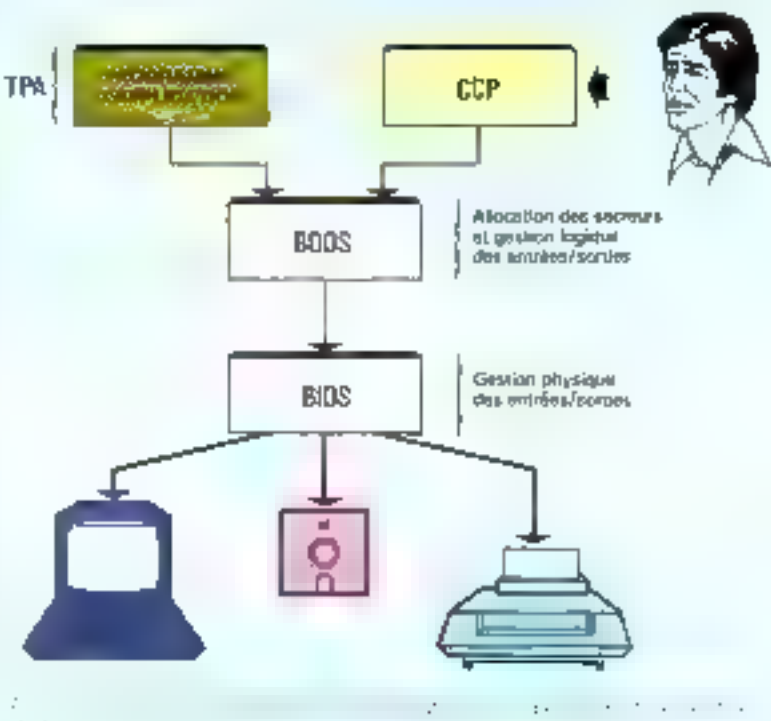 TPA
CCP
BDOS
Allocation des secteurs
et gestion logique
des entrées/sorties
BIOS
Gestion physique
des entrées/sorties